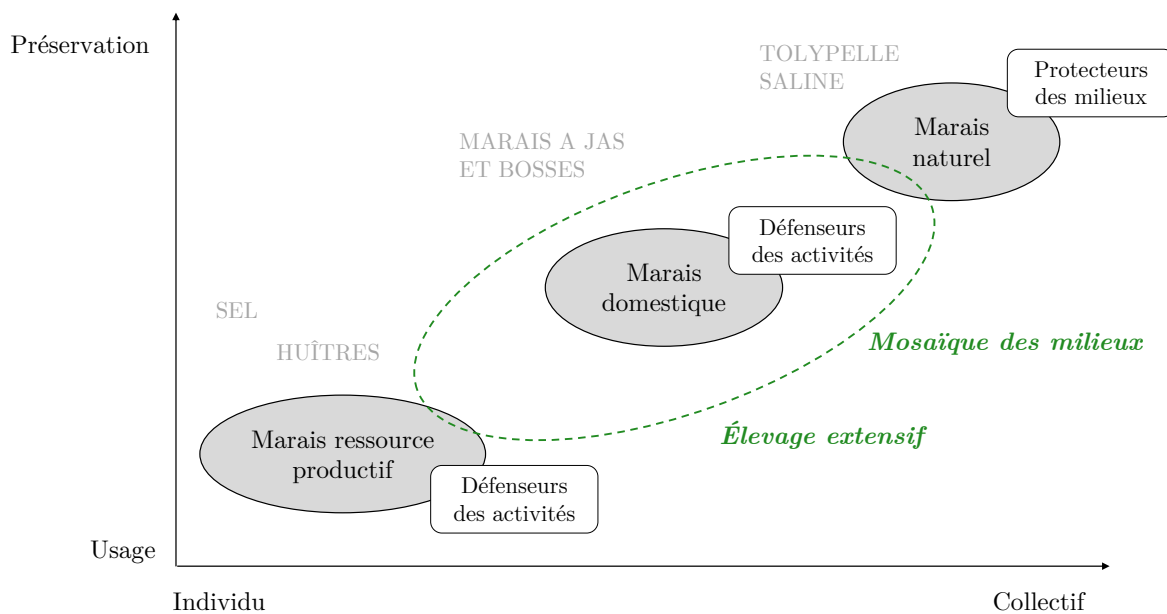 Préservation
TOLYPELLE
SALINE
Protecteurs
des milieux
Marais
naturel
MARAIS A JAS
ET BOSSES
Défenseurs
des activités
Marais
domestique
SEL
HUÎTRES
Mosaïque des milieux
Élevage extensif
Marais ressource
productif
Défenseurs
des activités
Usage
Individu
Collectif